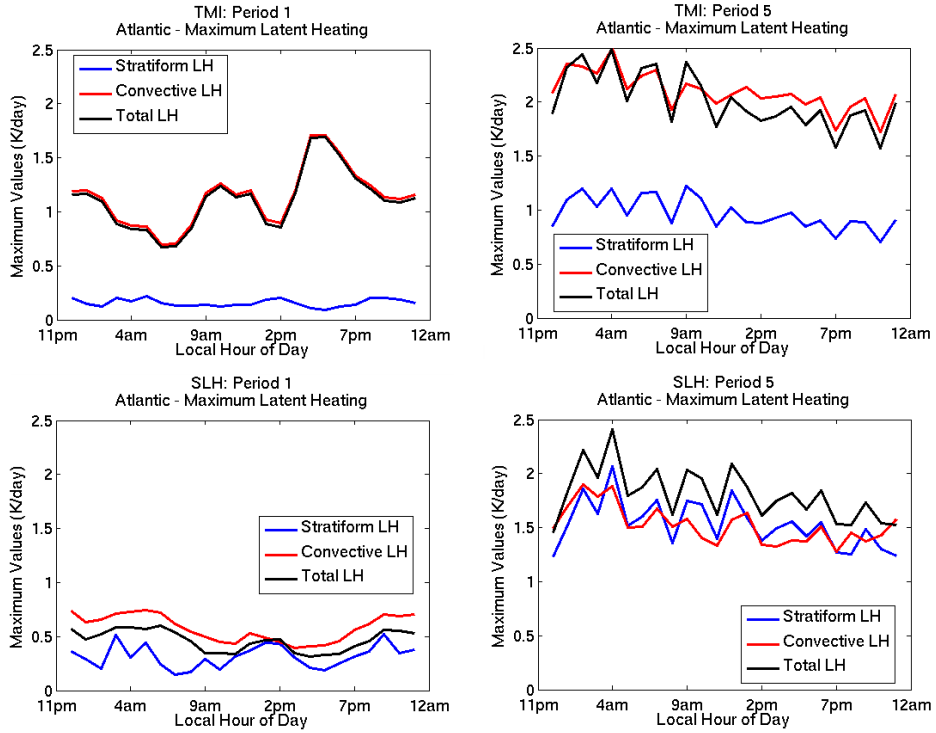 TMI: Period 1
Atlantic - Maximum Latent Heating
Maximum Values (K/day)
2.5
2
1.5
1
0.5
0
Stratiform LH
Convective LH
Total LH
11pm 4am 9am 2pm 7pm 12am
Local Hour of Day
TMI: Period 5
Atlantic - Maximum Latent Heating
Maximum Values (K/day)
2.5
2
1.5
1
0.5
0
Stratiform LH
Convective LH
Total LH
11pm 4am 9am 2pm 7pm 12am
Local Hour of Day
SLH: Period 1
Atlantic - Maximum Latent Heating
Maximum Values (K/day)
2.5
2
1.5
1
0.5
0
Stratiform LH
Convective LH
Total LH
11pm 4am 9am 2pm 7pm 12am
Local Hour of Day
SLH: Period 5
Atlantic - Maximum Latent Heating
Maximum Values (K/day)
2.5
2
1.5
1
0.5
0
Stratiform LH
Convective LH
Total LH
11pm 4am 9am 2pm 7pm 12am
Local Hour of Day